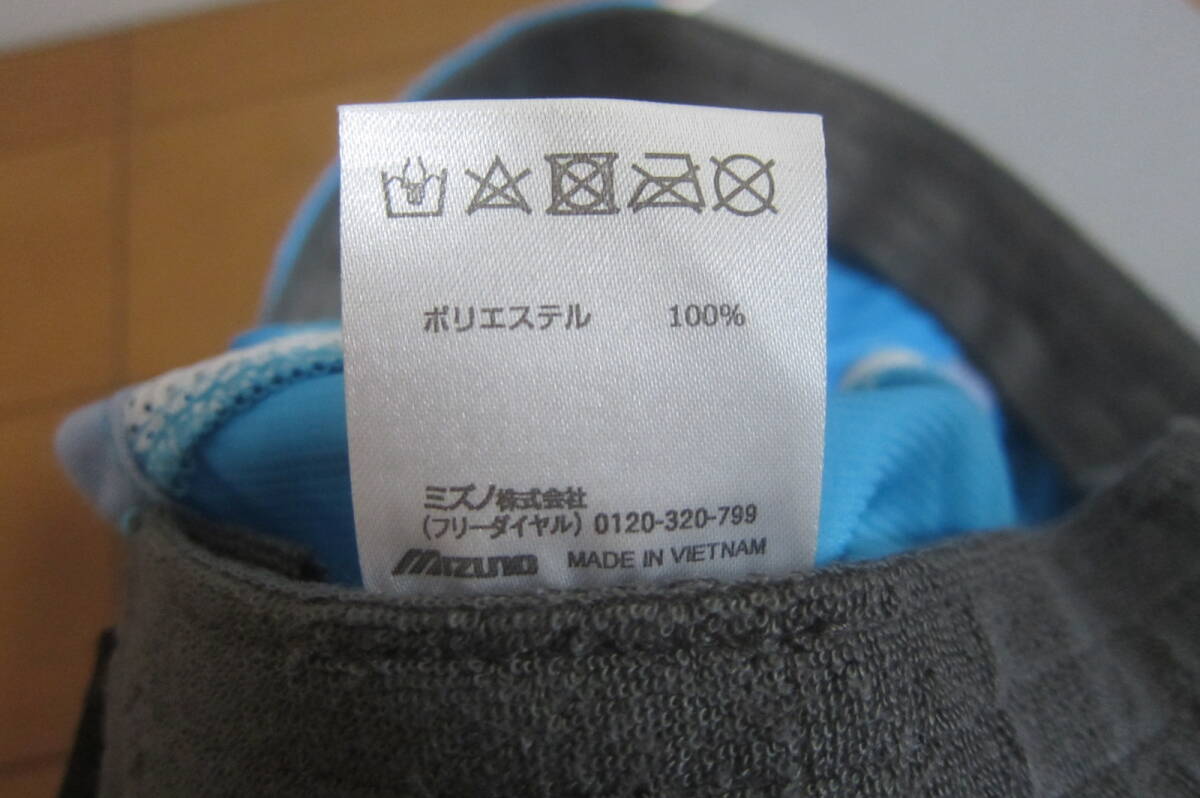 ポリエステル 100%
ミズノ株式会社
(フリーダイヤル) 0120-320-799
MIZUNO MADE IN VIETNAM